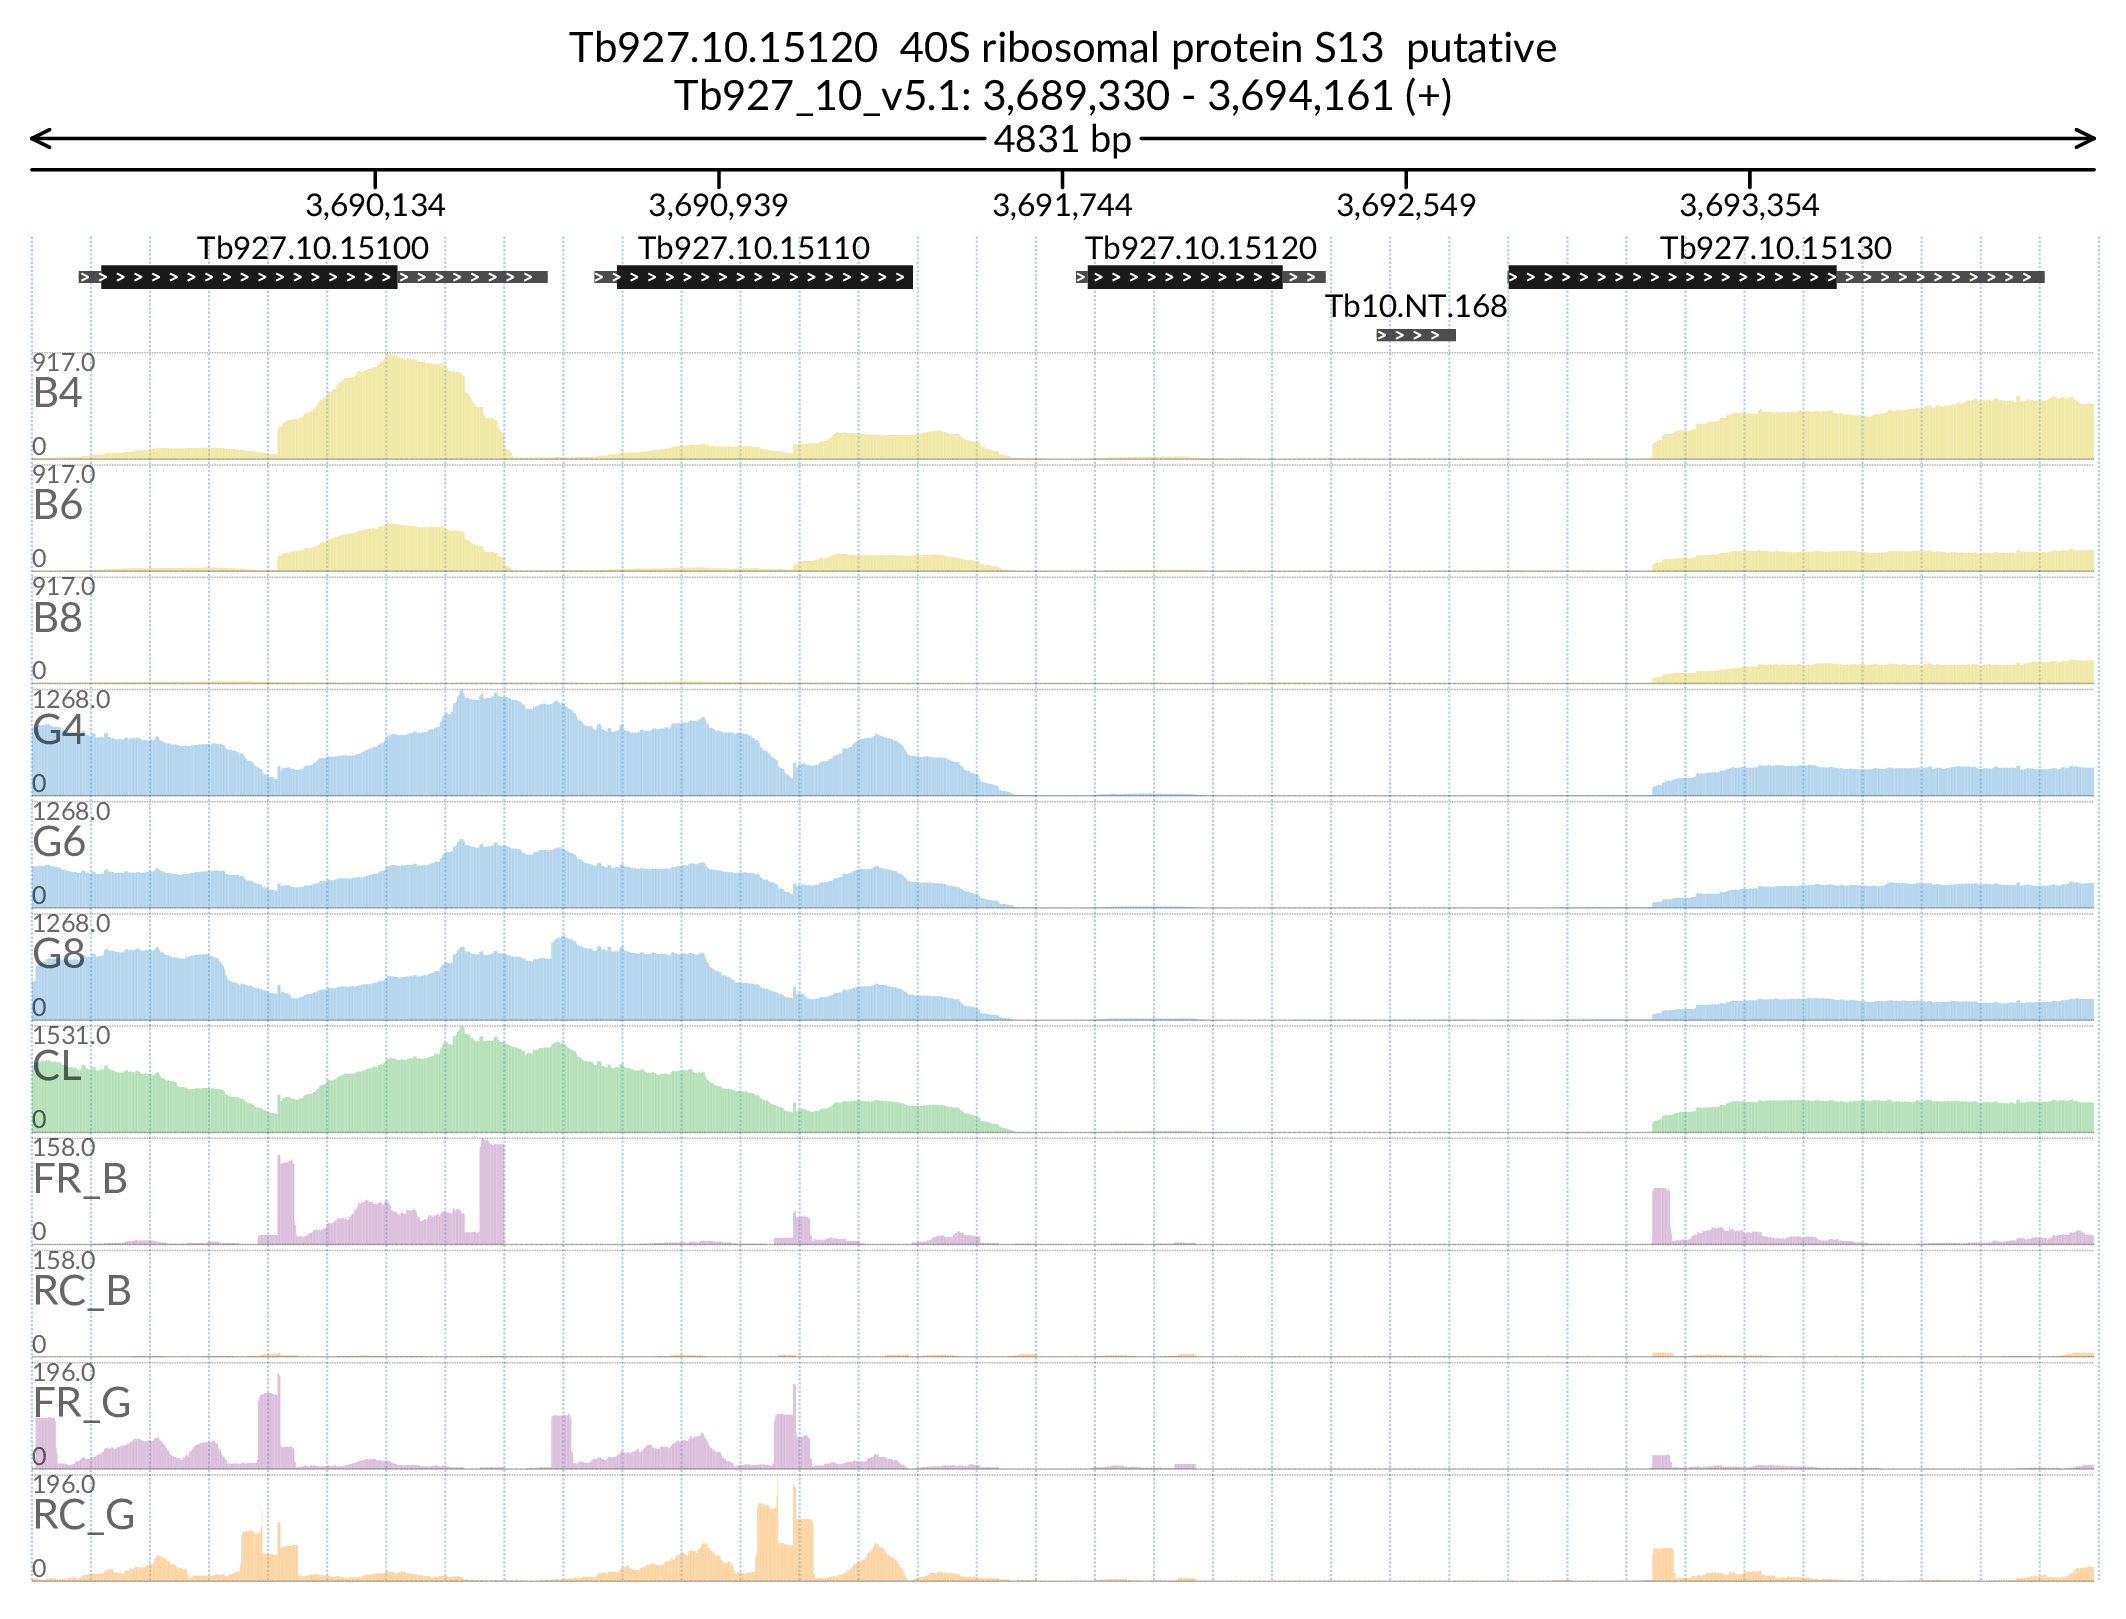 Tb927.10.15120  40S ribosomal protein S13  putative
Tb927_10_v5.1: 3,689,330 - 3,694,161 (+)
4831 bp
3,690,134 3,690,939 3,691,744 3,692,549 3,693,354
Tb927.10.15100 Tb927.10.15110 Tb927.10.15120 Tb927.10.15130
Tb10.NT.168
917.0
B4
0
917.0
B6
0
917.0
B8
0
1268.0
G4
0
1268.0
G6
0
1268.0
G8
0
1531.0
CL
0
158.0
FR_B
0
158.0
RC_B
0
196.0
FR_G
0
196.0
RC_G
0